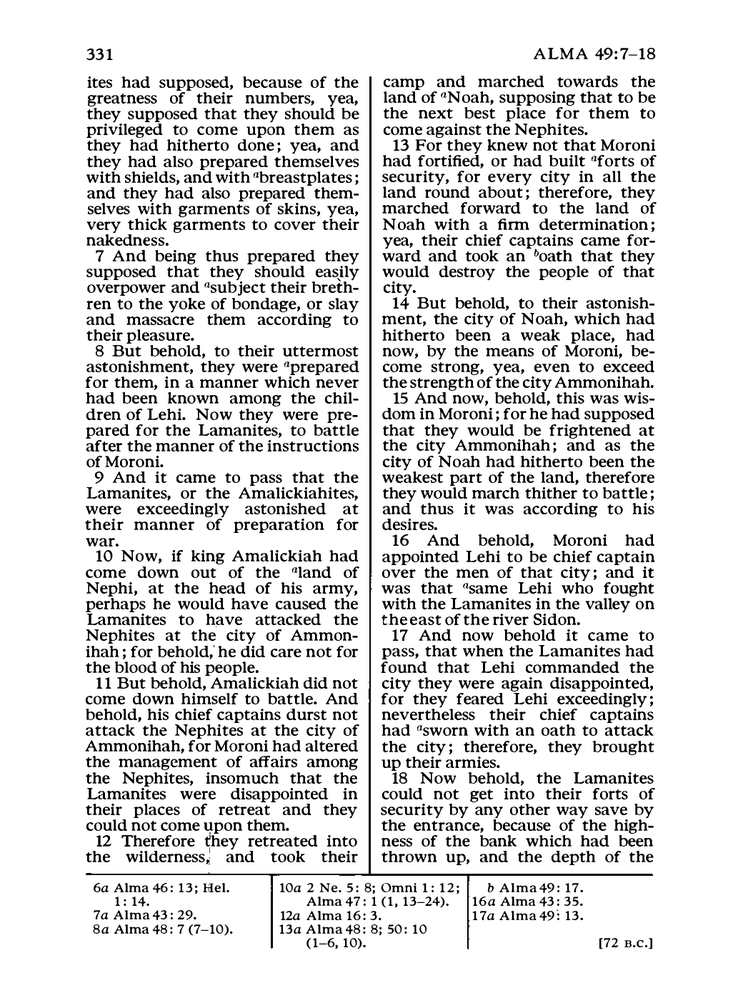 331
ALMA 49:7–18
ites had supposed, because of the
greatness of their numbers, yea,
they supposed that they should be
privileged to come upon them as
they had hitherto done; yea, and
they had also prepared themselves
with shields, and with ᵃbreastplates;
and they had also prepared them-
selves with garments of skins, yea,
very thick garments to cover their
nakedness.
7 And being thus prepared they
supposed that they should easily
overpower and ᵃsubject their breth-
ren to the yoke of bondage, or slay
and massacre them according to
their pleasure.
8 But behold, to their uttermost
astonishment, they were ᵃprepared
for them, in a manner which never
had been known among the chil-
dren of Lehi. Now they were pre-
pared for the Lamanites, to battle
after the manner of the instructions
of Moroni.
9 And it came to pass that the
Lamanites, or the Amalickiahites,
were exceedingly astonished at
their manner of preparation for
war.
10 Now, if king Amalickiah had
come down out of the ᵃland of
Nephi, at the head of his army,
perhaps he would have caused the
Lamanites to have attacked the
Nephites at the city of Ammon-
ihah; for behold, he did care not for
the blood of his people.
11 But behold, Amalickiah did not
come down himself to battle. And
behold, his chief captains durst not
attack the Nephites at the city of
Ammonihah, for Moroni had altered
the management of affairs among
the Nephites, insomuch that the
Lamanites were disappointed in
their places of retreat and they
could not come upon them.
12 Therefore they retreated into
the wilderness, and took their
camp and marched towards the
land of ᵃNoah, supposing that to be
the next best place for them to
come against the Nephites.
13 For they knew not that Moroni
had fortified, or had built ᵃforts of
security, for every city in all the
land round about; therefore, they
marched forward to the land of
Noah with a firm determination;
yea, their chief captains came for-
ward and took an ᵇoath that they
would destroy the people of that
city.
14 But behold, to their astonish-
ment, the city of Noah, which had
hitherto been a weak place, had
now, by the means of Moroni, be-
come strong, yea, even to exceed
the strength of the city Ammonihah.
15 And now, behold, this was wis-
dom in Moroni; for he had supposed
that they would be frightened at
the city Ammonihah; and as the
city of Noah had hitherto been the
weakest part of the land, therefore
they would march thither to battle;
and thus it was according to his
desires.
16 And behold, Moroni had
appointed Lehi to be chief captain
over the men of that city; and it
was that ᵃsame Lehi who fought
with the Lamanites in the valley on
the east of the river Sidon.
17 And now behold it came to
pass, that when the Lamanites had
found that Lehi commanded the
city they were again disappointed,
for they feared Lehi exceedingly;
nevertheless their chief captains
had ᵃsworn with an oath to attack
the city; therefore, they brought
up their armies.
18 Now behold, the Lamanites
could not get into their forts of
security by any other way save by
the entrance, because of the high-
ness of the bank which had been
thrown up, and the depth of the
6a Alma 46: 13; Hel.
1: 14.
7a Alma 43: 29.
8a Alma 48: 7 (7–10).
10a 2 Ne. 5: 8; Omni 1: 12;
Alma 47: 1 (1, 13–24).
12a Alma 16: 3.
13a Alma 48: 8; 50: 10
(1–6, 10).
b Alma 49: 17.
16a Alma 43: 35.
17a Alma 49: 13.
[72 B.C.]